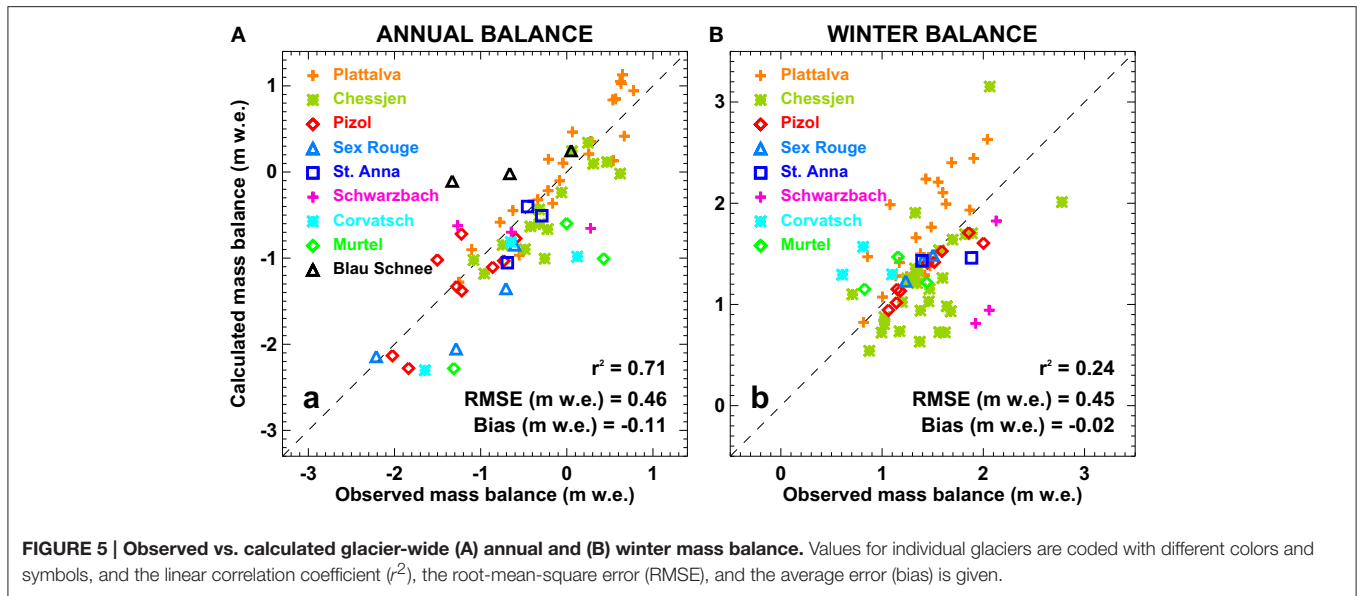 A
ANNUAL BALANCE
Plattalva
Chessjen
Pizol
Sex Rouge
St. Anna
Schwarzbach
Corvatsch
Murtel
Blau Schnee
1
0
-1
-2
-3
Calculated mass balance (m w.e.)
a
r² = 0.71
RMSE (m w.e.) = 0.46
Bias (m w.e.) = -0.11
-3 -2 -1 0 1
Observed mass balance (m w.e.)
B
WINTER BALANCE
Plattalva
Chessjen
Pizol
Sex Rouge
St. Anna
Schwarzbach
Corvatsch
Murtel
3
2
1
0
b
r² = 0.24
RMSE (m w.e.) = 0.45
Bias (m w.e.) = -0.02
0 1 2 3
Observed mass balance (m w.e.)
FIGURE 5 | Observed vs. calculated glacier-wide (A) annual and (B) winter mass balance. Values for individual glaciers are coded with different colors and
symbols, and the linear correlation coefficient (r²), the root-mean-square error (RMSE), and the average error (bias) is given.